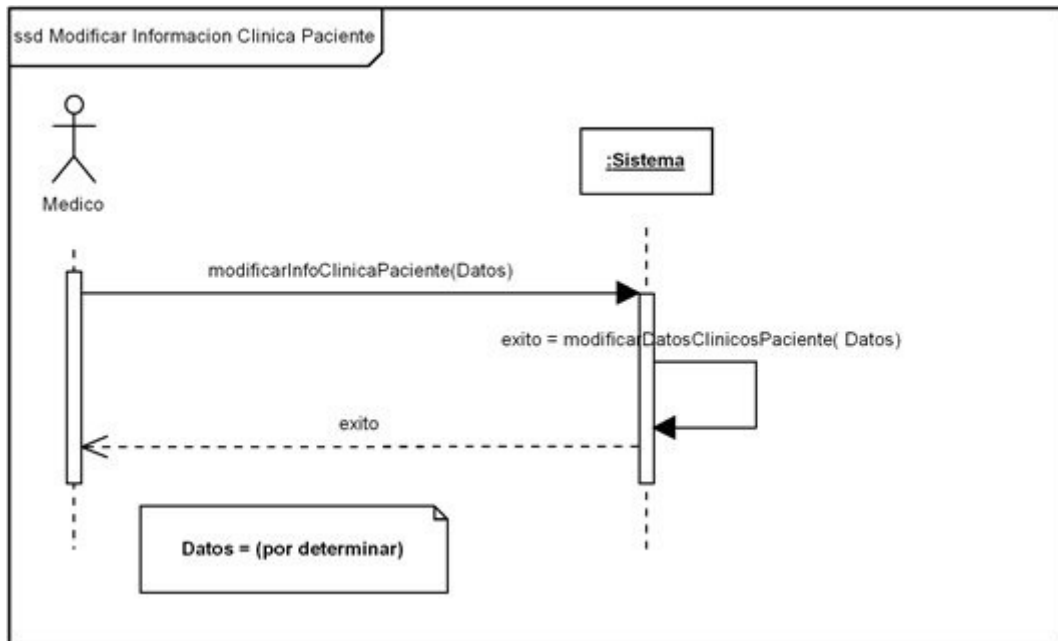 ssd Modificar Informacion Clinica Paciente
:Sistema
Medico
modificarInfoClinicaPaciente(Datos)
exito = modificarDatosClinicosPaciente( Datos)
exito
Datos = (por determinar)